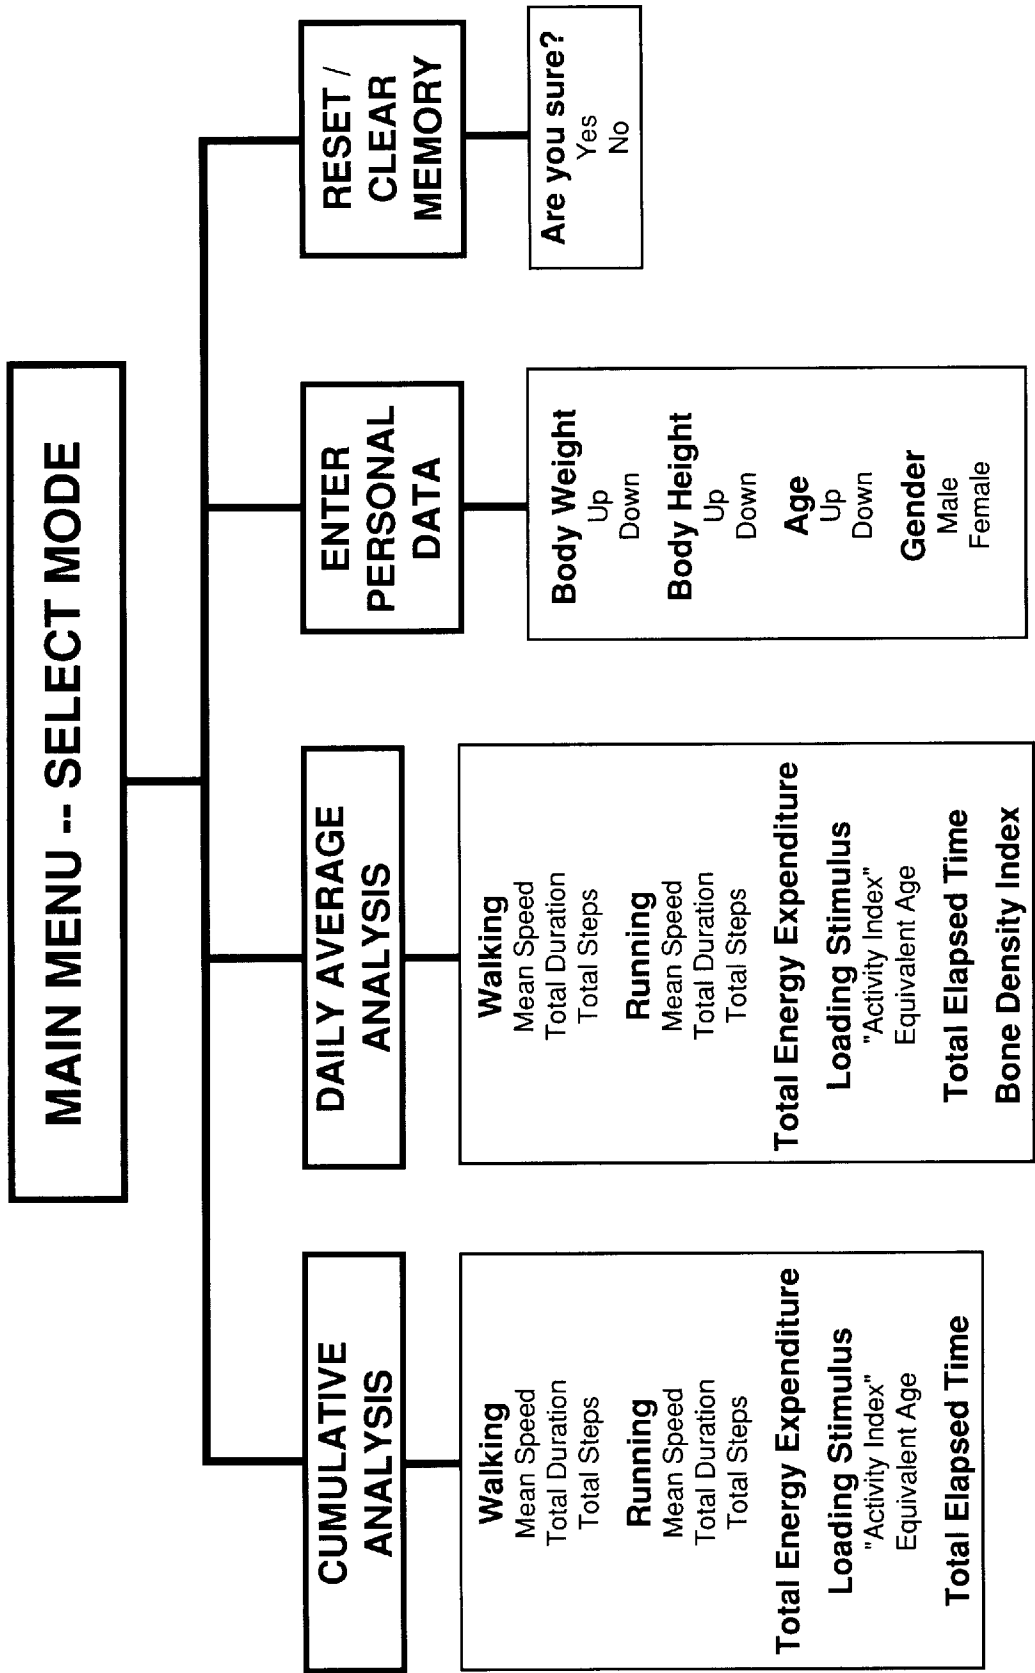 MAIN MENU -- SELECT MODE
CUMULATIVE
ANALYSIS
Walking
Mean Speed
Total Duration
Total Steps
Running
Mean Speed
Total Duration
Total Steps
Total Energy Expenditure
Loading Stimulus
"Activity Index"
Equivalent Age
Total Elapsed Time
DAILY AVERAGE
ANALYSIS
Walking
Mean Speed
Total Duration
Total Steps
Running
Mean Speed
Total Duration
Total Steps
Total Energy Expenditure
Loading Stimulus
"Activity Index"
Equivalent Age
Total Elapsed Time
Bone Density Index
ENTER
PERSONAL
DATA
Body Weight
Up
Down
Body Height
Up
Down
Age
Up
Down
Gender
Male
Female
RESET /
CLEAR
MEMORY
Are you sure?
Yes
No